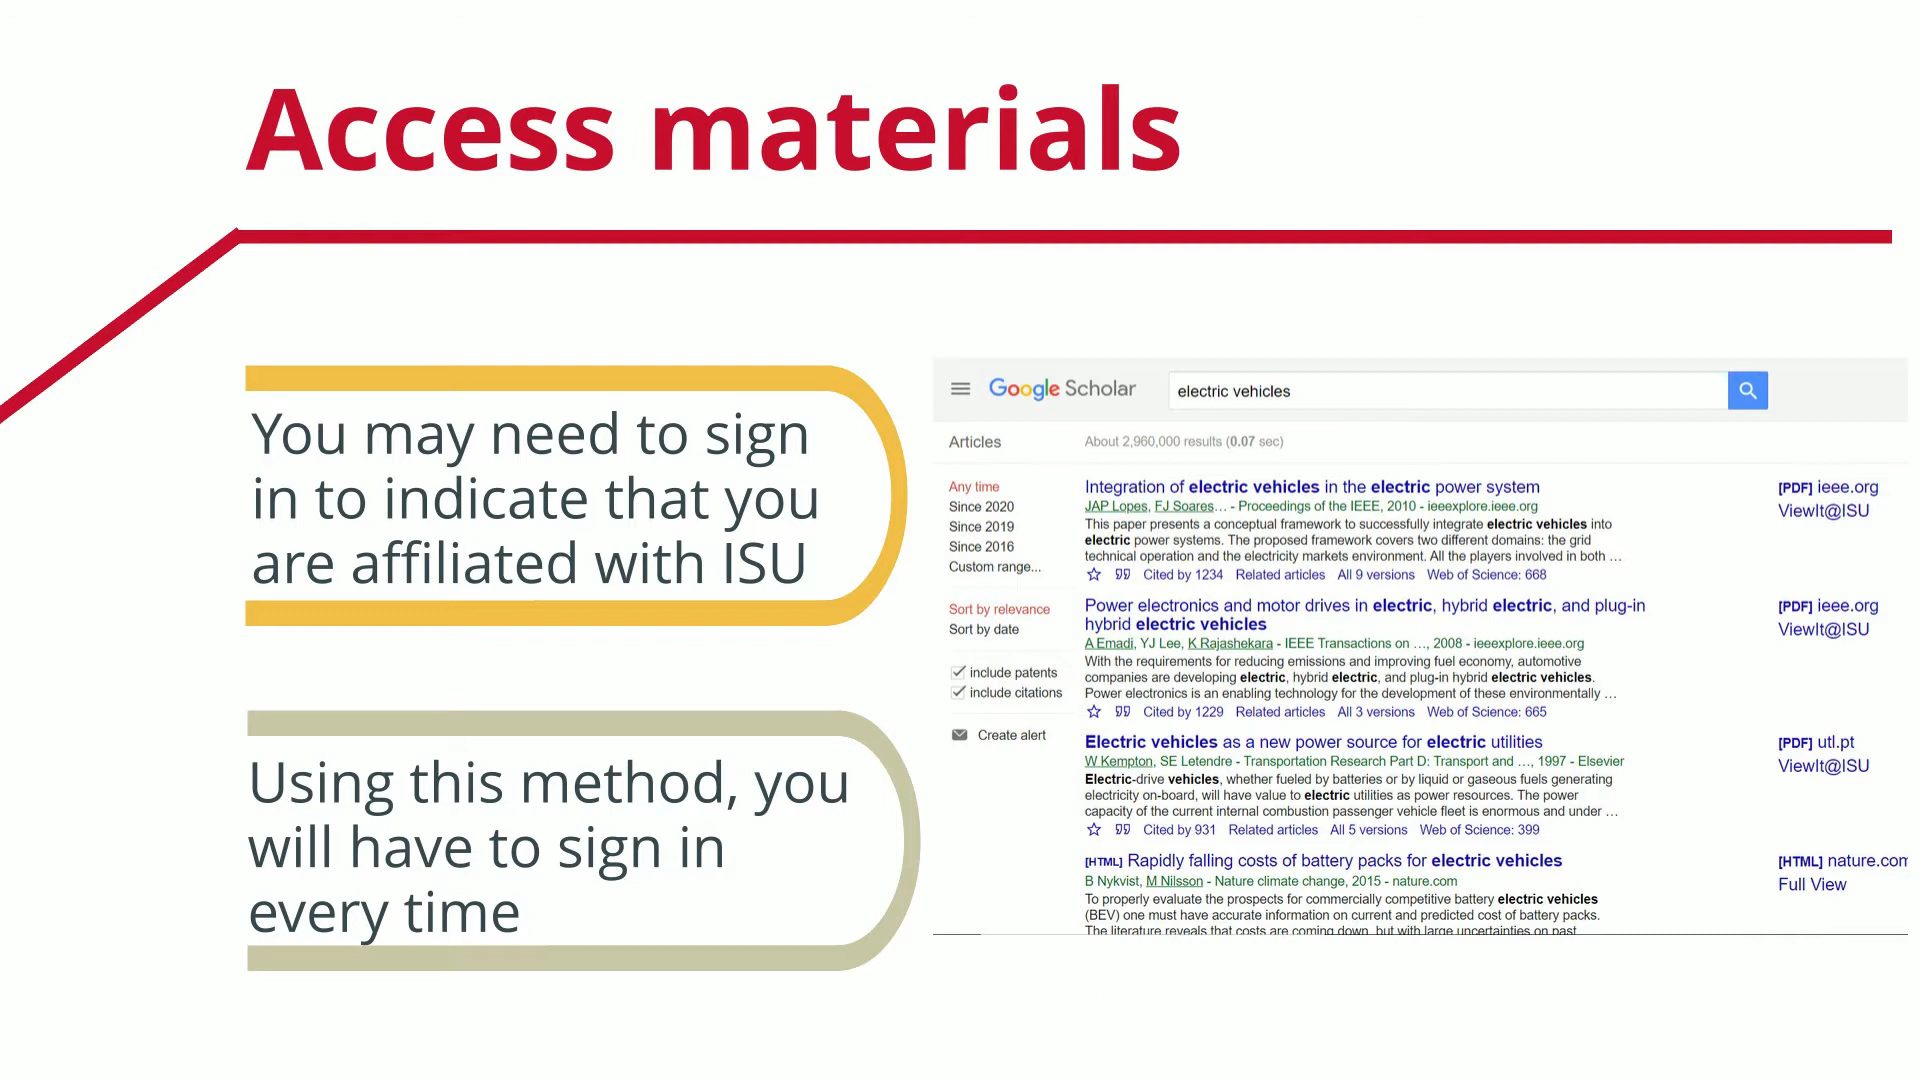 Access materials
You may need to sign
in to indicate that you
are affiliated with ISU
Using this method, you
will have to sign in
every time
Google Scholar
electric vehicles
Articles
About 2,960,000 results (0.07 sec)
Any time
Since 2020
Since 2019
Since 2016
Custom range...
Sort by relevance
Sort by date
include patents
include citations
Create alert
Integration of electric vehicles in the electric power system
JAP Lopes, FJ Soares… - Proceedings of the IEEE, 2010 - ieeexplore.ieee.org
This paper presents a conceptual framework to successfully integrate electric vehicles into
electric power systems. The proposed framework covers two different domains: the grid
technical operation and the electricity markets environment. All the players involved in both …
Cited by 1234 Related articles All 9 versions Web of Science: 668
[PDF] ieee.org
ViewIt@ISU
Power electronics and motor drives in electric, hybrid electric, and plug-in
hybrid electric vehicles
A Emadi, YJ Lee, K Rajashekara - IEEE Transactions on …, 2008 - ieeexplore.ieee.org
With the requirements for reducing emissions and improving fuel economy, automotive
companies are developing electric, hybrid electric, and plug-in hybrid electric vehicles.
Power electronics is an enabling technology for the development of these environmentally …
Cited by 1229 Related articles All 3 versions Web of Science: 665
[PDF] ieee.org
ViewIt@ISU
Electric vehicles as a new power source for electric utilities
W Kempton, SE Letendre - Transportation Research Part D: Transport and …, 1997 - Elsevier
Electric-drive vehicles, whether fueled by batteries or by liquid or gaseous fuels generating
electricity on-board, will have value to electric utilities as power resources. The power
capacity of the current internal combustion passenger vehicle fleet is enormous and under …
Cited by 931 Related articles All 5 versions Web of Science: 399
[PDF] utl.pt
ViewIt@ISU
[HTML] Rapidly falling costs of battery packs for electric vehicles
B Nykvist, M Nilsson - Nature climate change, 2015 - nature.com
To properly evaluate the prospects for commercially competitive battery electric vehicles
(BEV) one must have accurate information on current and predicted cost of battery packs.
The literature reveals that costs are coming down, but with large uncertainties on past
[HTML] nature.com
Full View